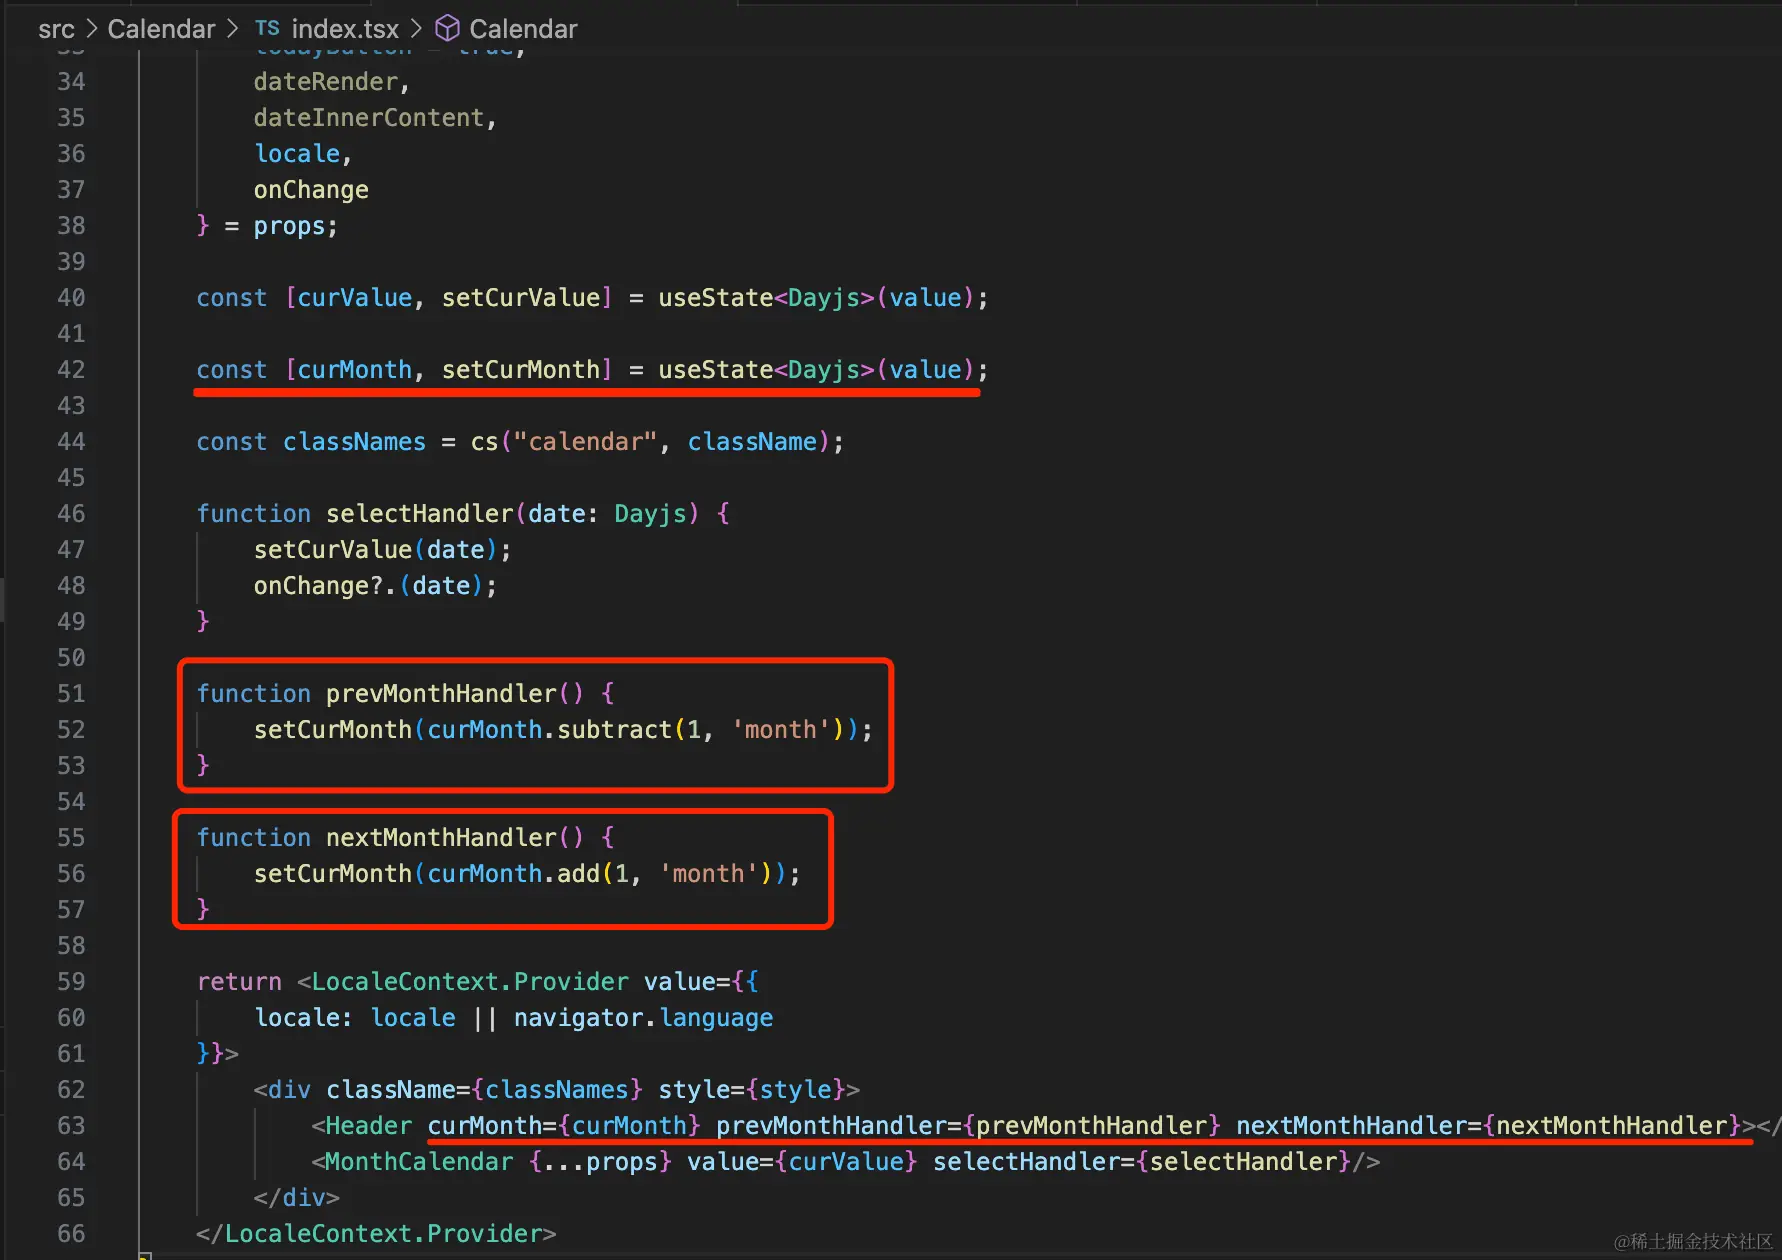 src > Calendar > TS index.tsx > Calendar
33 todayButton = true,
34 dateRender,
35 dateInnerContent,
36 locale,
37 onChange
38 } = props;
39
40 const [curValue, setCurValue] = useState<Dayjs>(value);
41
42 const [curMonth, setCurMonth] = useState<Dayjs>(value);
43
44 const classNames = cs("calendar", className);
45
46 function selectHandler(date: Dayjs) {
47 setCurValue(date);
48 onChange?.(date);
49 }
50
51 function prevMonthHandler() {
52 setCurMonth(curMonth.subtract(1, 'month'));
53 }
54
55 function nextMonthHandler() {
56 setCurMonth(curMonth.add(1, 'month'));
57 }
58
59 return <LocaleContext.Provider value={{
60 locale: locale || navigator.language
61 }}>
62 <div className={classNames} style={style}>
63 <Header curMonth={curMonth} prevMonthHandler={prevMonthHandler} nextMonthHandler={nextMonthHandler}></
64 <MonthCalendar {...props} value={curValue} selectHandler={selectHandler}/>
65 </div>
66 </LocaleContext.Provider>
@稀土掘金技术社区